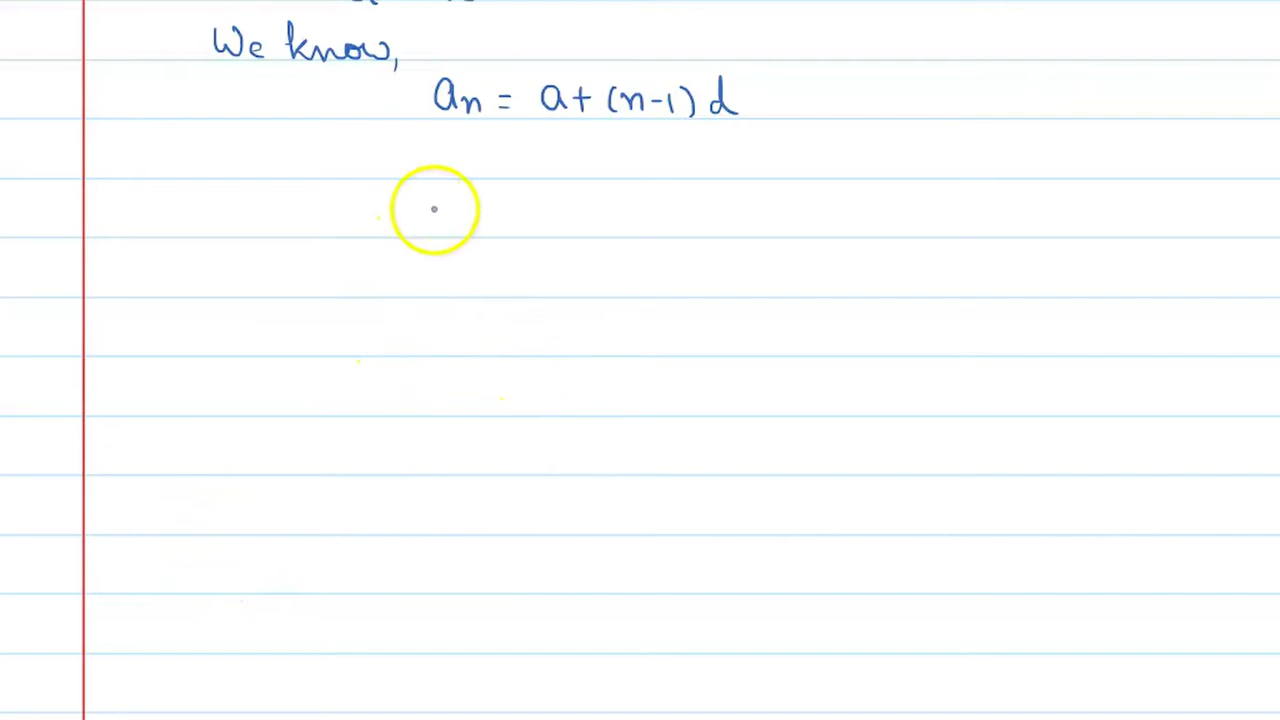 We know,
an = a + (n-1) d